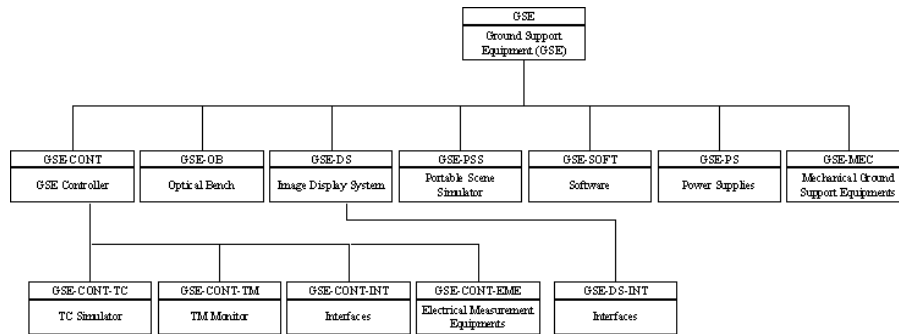 GSE
Ground Support
Equipment (GSE)
GSE-CONT
GSE Controller
GSE-OB
Optical Bench
GSE-DS
Image Display System
GSE-PSS
Portable Scene
Simulator
GSE-SOFT
Software
GSE-PS
Power Supplies
GSE-MEC
Mechanical Ground
Support Equipments
GSE-CONT-TC
TC Simulator
GSE-CONT-TM
TM Monitor
GSE-CONT-INT
Interfaces
GSE-CONT-EME
Electrical Measurement
Equipments
GSE-DS-INT
Interfaces